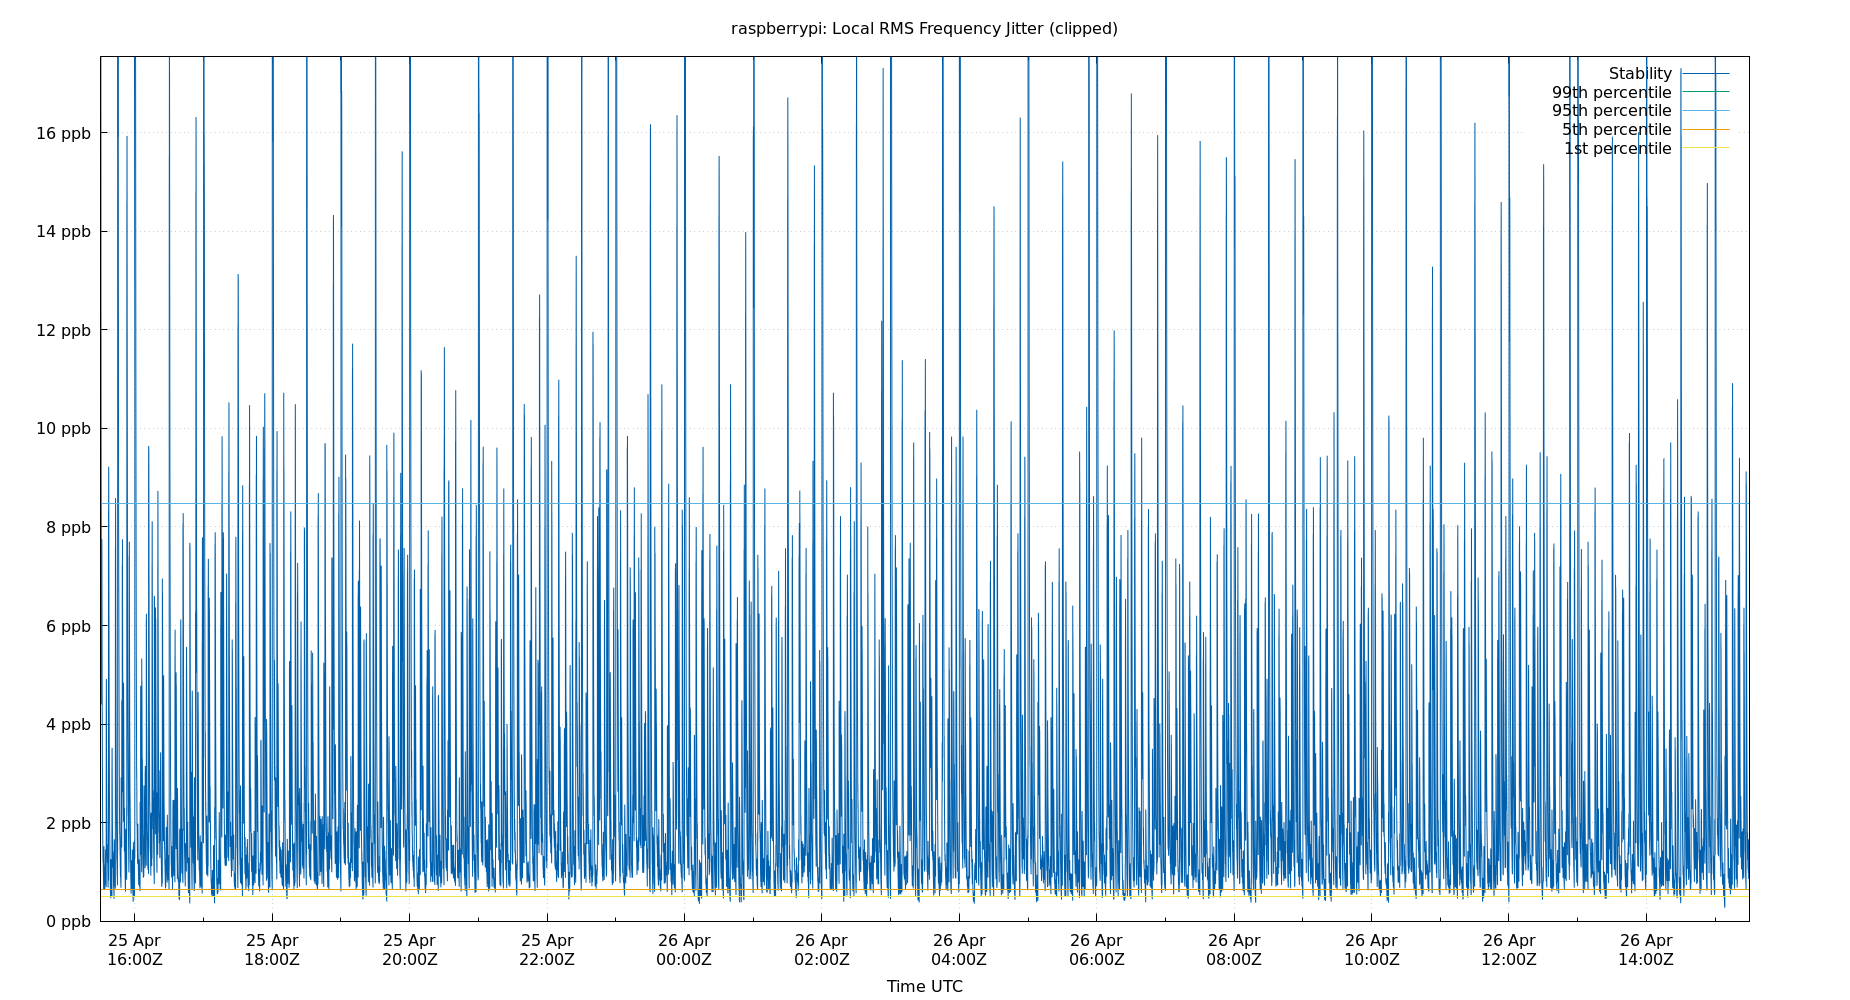 raspberrypi: Local RMS Frequency Jitter (clipped)
Stability
99th percentile
95th percentile
5th percentile
1st percentile
16 ppb
14 ppb
12 ppb
10 ppb
8 ppb
6 ppb
4 ppb
2 ppb
0 ppb
25 Apr 25 Apr 25 Apr 25 Apr 26 Apr 26 Apr 26 Apr 26 Apr 26 Apr 26 Apr 26 Apr 26 Apr
16:00Z 18:00Z 20:00Z 22:00Z 00:00Z 02:00Z 04:00Z 06:00Z 08:00Z 10:00Z 12:00Z 14:00Z
Time UTC